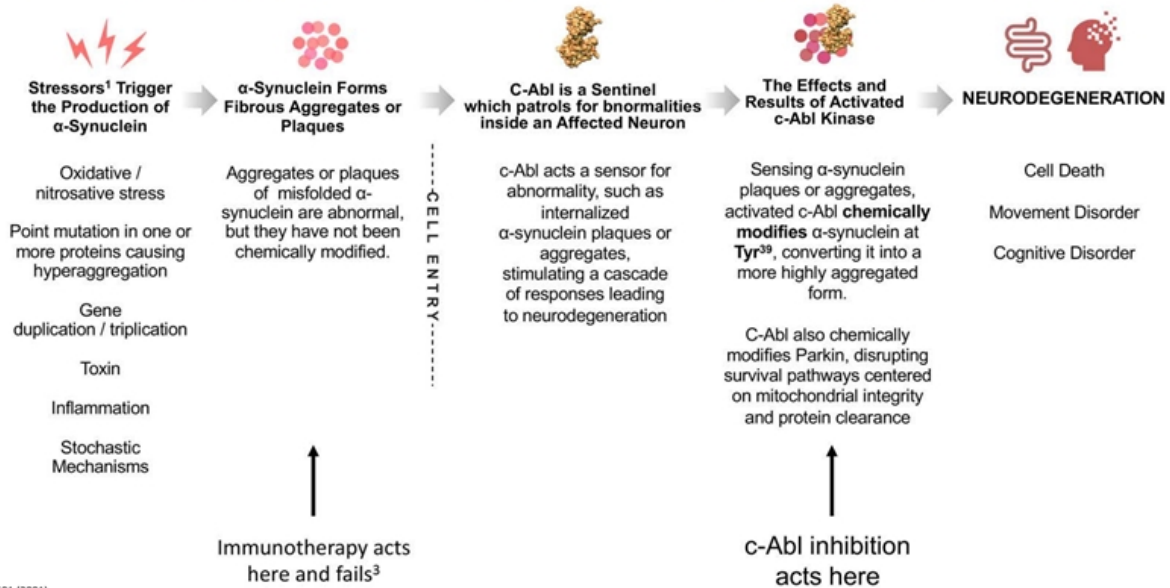 Stressors¹ Trigger
the Production of
α-Synuclein
α-Synuclein Forms
Fibrous Aggregates or
Plaques
C-Abl is a Sentinel
which patrols for bnormalities
inside an Affected Neuron
The Effects and
Results of Activated
c-Abl Kinase
NEURODEGENERATION
Oxidative /
nitrosative stress
Point mutation in one or
more proteins causing
hyperaggregation
Gene
duplication / triplication
Toxin
Inflammation
Stochastic
Mechanisms
Aggregates or plaques
of misfolded α-
synuclein are abnormal,
but they have not been
chemically modified.
CELL ENTRY
c-Abl acts a sensor for
abnormality, such as
internalized
α-synuclein plaques or
aggregates,
stimulating a cascade
of responses leading
to neurodegeneration
Sensing α-synuclein
plaques or aggregates,
activated c-Abl chemically
modifies α-synuclein at
Tyr³⁹, converting it into a
more highly aggregated
form.
C-Abl also chemically
modifies Parkin, disrupting
survival pathways centered
on mitochondrial integrity
and protein clearance
Cell Death
Movement Disorder
Cognitive Disorder
Immunotherapy acts
here and fails³
c-Abl inhibition
acts here